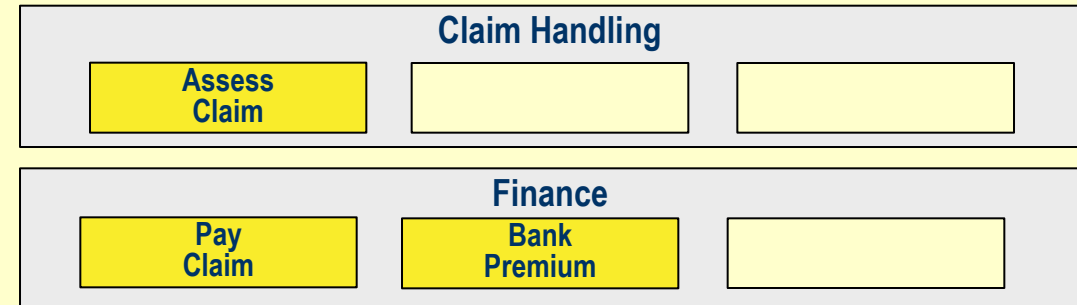 Claim Handling
Assess
Claim
Finance
Pay
Claim
Bank
Premium